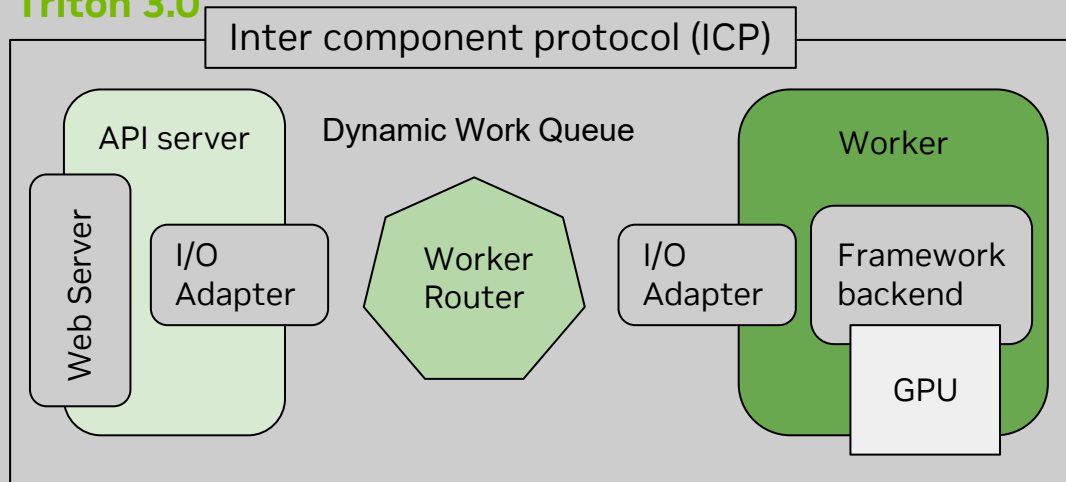 Triton 3.0
Inter component protocol (ICP)
API server
Dynamic Work Queue
Worker
Web Server
I/O
Adapter
Worker
Router
I/O
Adapter
Framework
backend
GPU